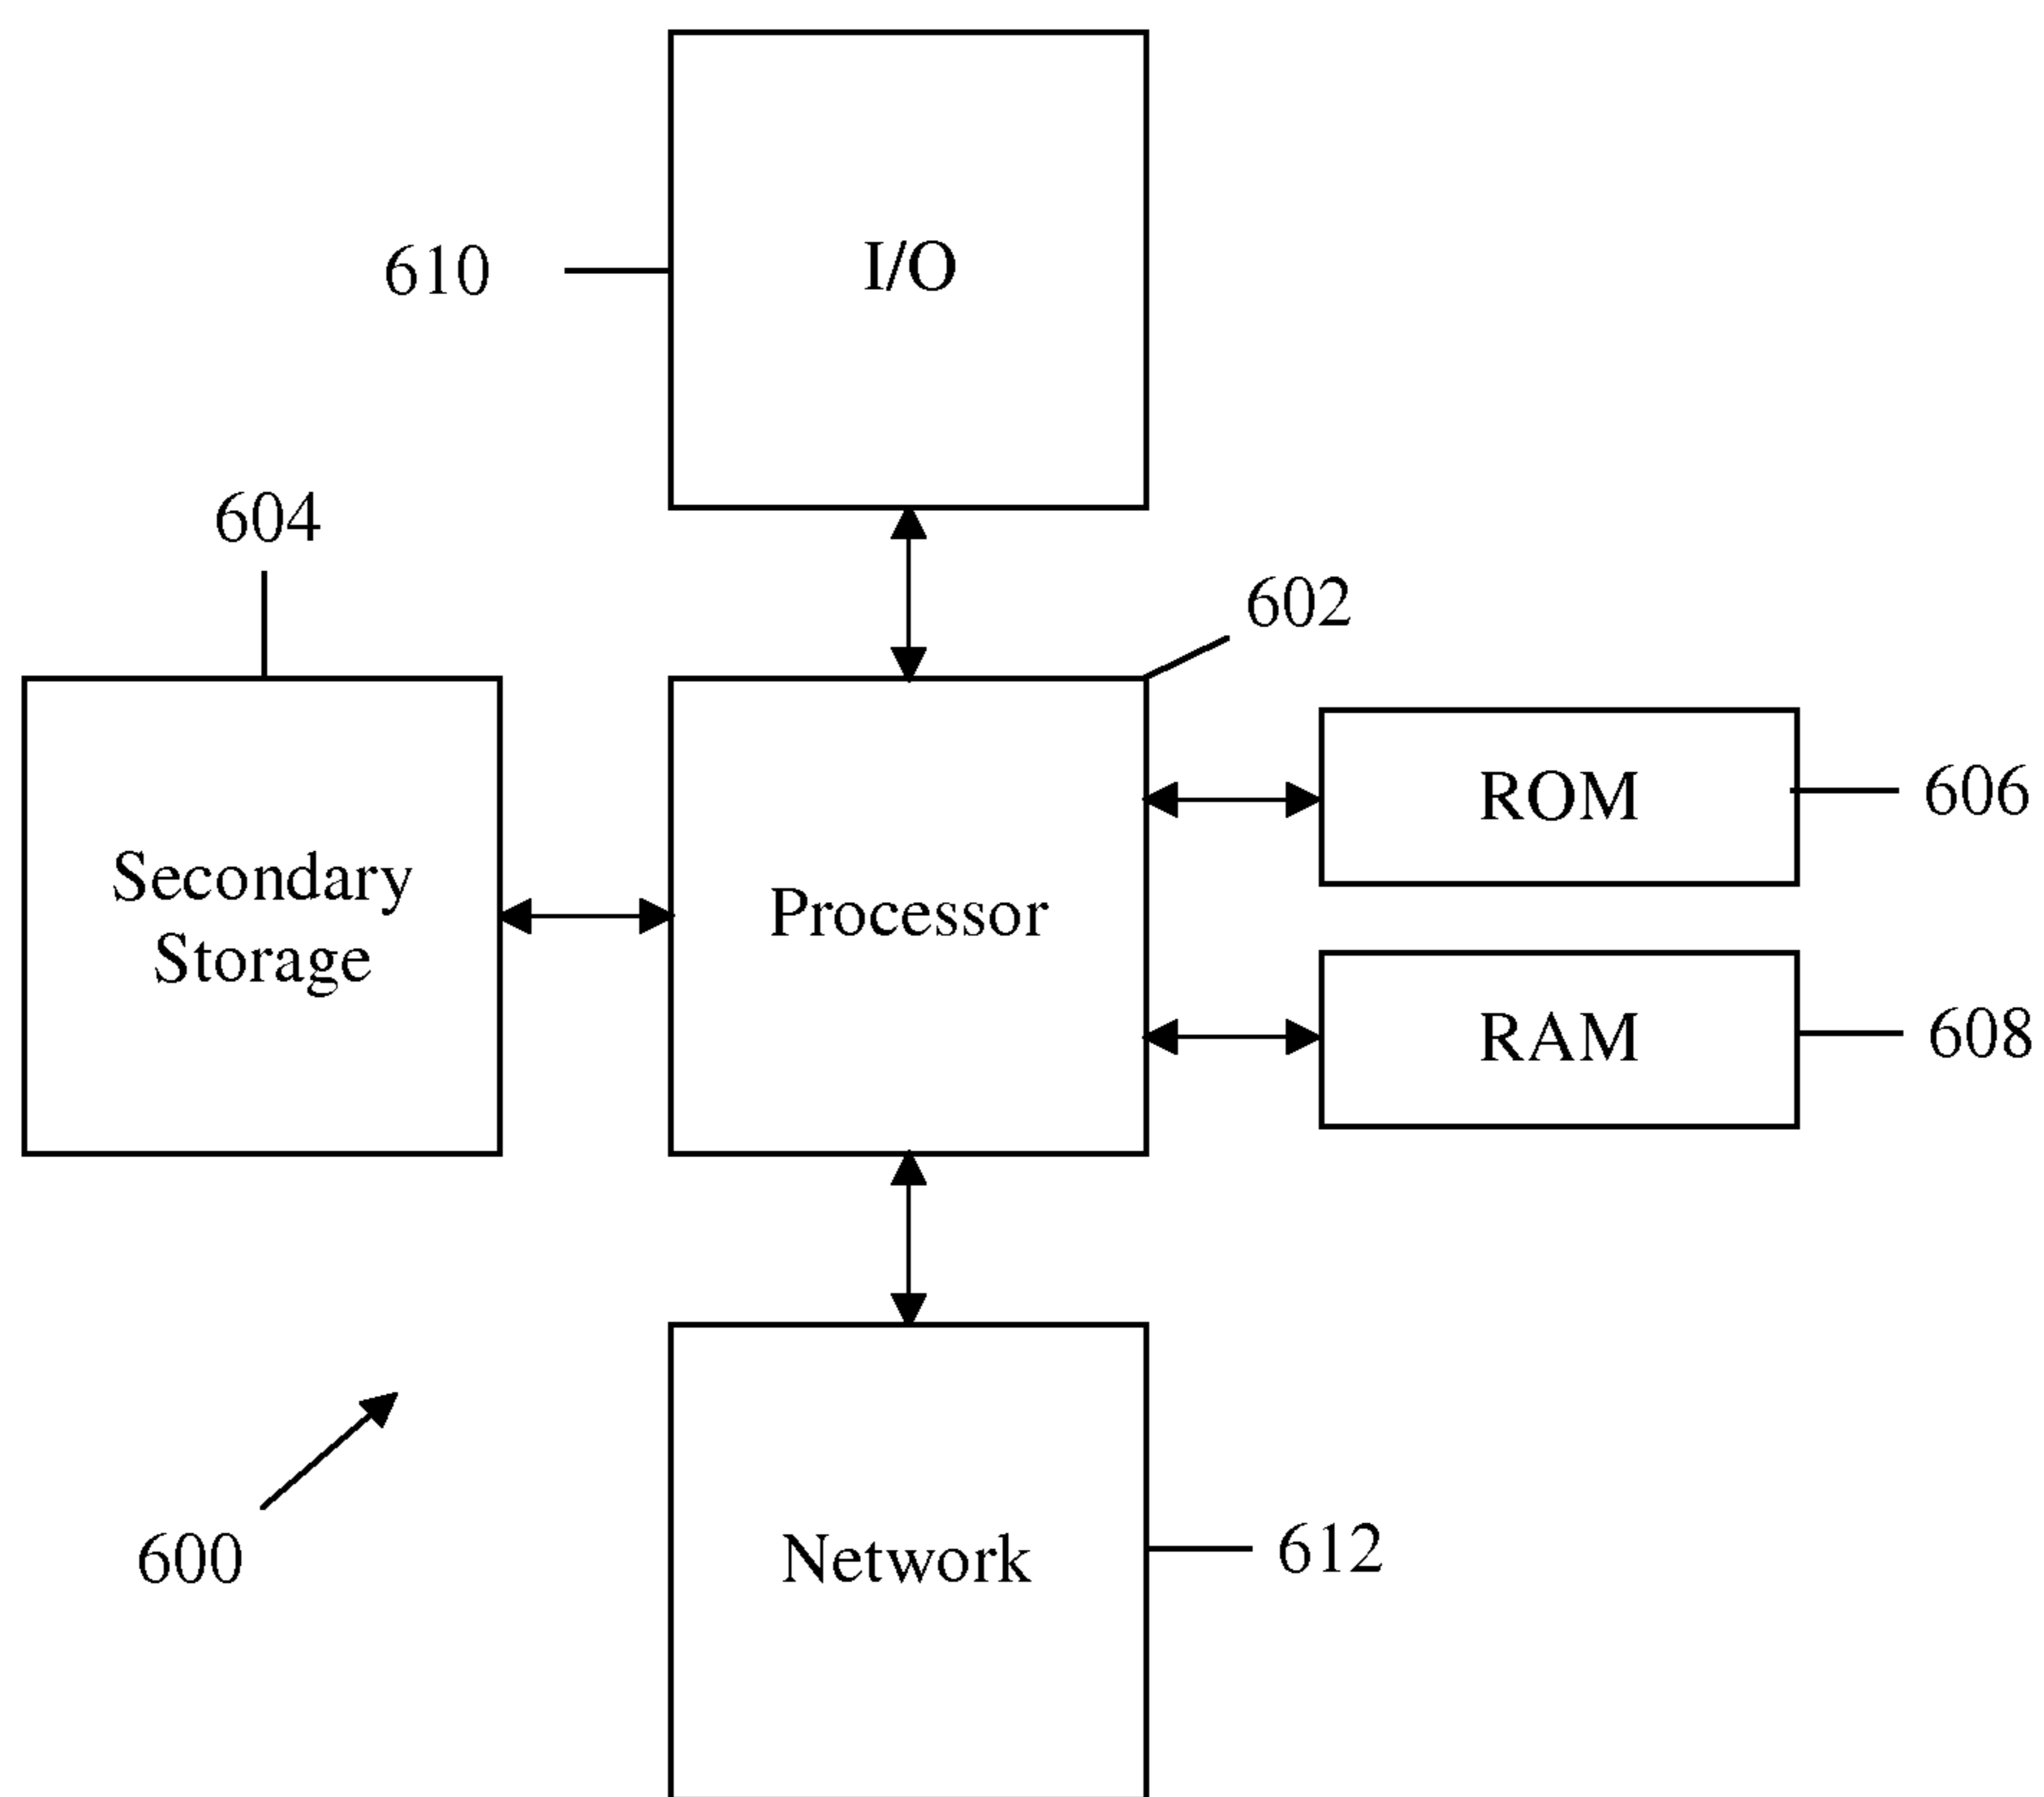 610
I/O
604
602
ROM
606
Secondary
Storage
Processor
RAM
608
600
Network
612